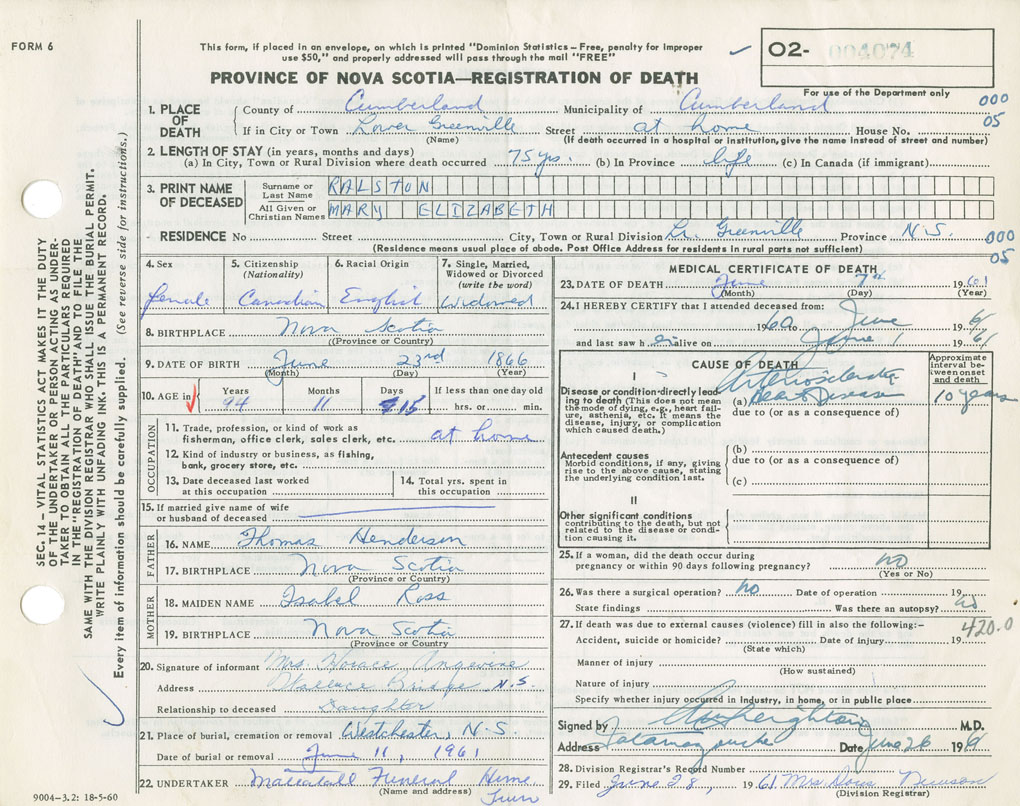 FORM 6
This form, if placed in an envelope, on which is printed "Dominion Statistics – Free, penalty for improper
use $50," and properly addressed will pass through the mail "FREE"
O2- 004074
For use of the Department only
PROVINCE OF NOVA SCOTIA—REGISTRATION OF DEATH
SEC. 14 – VITAL STATISTICS ACT MAKES IT THE DUTY
OF THE UNDERTAKER OR PERSON ACTING AS UNDER-
TAKER TO OBTAIN ALL THE PARTICULARS REQUIRED
IN THE "REGISTRATION OF DEATH" AND TO FILE THE
SAME WITH THE DIVISION REGISTRAR WHO SHALL ISSUE THE BURIAL PERMIT.
WRITE PLAINLY WITH UNFADING INK. THIS IS A PERMANENT RECORD.
Every item of information should be carefully supplied. (See reverse side for instructions.)
1. PLACE OF DEATH
County of Cumberland Municipality of Cumberland 000
If in City or Town Lower Greenville Street at home House No. 05
(Name) (If death occurred in a hospital or institution, give the name instead of street and number)
2. LENGTH OF STAY (in years, months and days)
(a) In City, Town or Rural Division where death occurred 75 yrs. (b) In Province life (c) In Canada (if immigrant)
3. PRINT NAME OF DECEASED
Surname or Last Name RALSTON
All Given or Christian Names MARY ELIZABETH
RESIDENCE No Street City, Town or Rural Division Lr. Greenville Province N.S. 000
(Residence means usual place of abode. Post Office Address for residents in rural parts not sufficient) 05
4. Sex
female
5. Citizenship
(Nationality)
Canadian
6. Racial Origin
English
7. Single, Married,
Widowed or Divorced
(write the word)
Widowed
8. BIRTHPLACE Nova Scotia
(Province or Country)
9. DATE OF BIRTH June 23rd 1866
(Month) (Day) (Year)
10. AGE in
Years Months Days If less than one day old
94 11 15 hrs. or min.
OCCUPATION
11. Trade, profession, or kind of work as
fisherman, office clerk, sales clerk, etc. at home
12. Kind of industry or business, as fishing,
bank, grocery store, etc.
13. Date deceased last worked
at this occupation
14. Total yrs. spent in
this occupation
15. If married give name of wife
or husband of deceased
FATHER
16. NAME Thomas Henderson
17. BIRTHPLACE Nova Scotia
(Province or Country)
MOTHER
18. MAIDEN NAME Isabel Ross
19. BIRTHPLACE Nova Scotia
(Province or Country
20. Signature of informant Mrs Horace Angevine
Address Wallace Bridge N.S
Relationship to deceased Daughter
21. Place of burial, cremation or removal Westchester, N.S.
Date of burial or removal June 11, 1961
22. UNDERTAKER Funeral Home
(Name and address) Truro
9004-3.2: 18-5-60
MEDICAL CERTIFICATE OF DEATH
23. DATE OF DEATH June 7th 1961
(Month) (Day) (Year)
24. I HEREBY CERTIFY that I attended deceased from:
1960 to June 1961
and last saw her alive on June 1 1961
CAUSE OF DEATH
Approximate
interval be-
tween onset
and death
I
Disease or condition directly lead-
ing to death (This does not mean
the mode of dying, e.g., heart fail-
ure, asthenia, etc. It means the
disease, injury, or complication
which caused death.)
Arteriosclerotic
(a) Heart Disease 10 years
due to (or as a consequence of)
Antecedent causes
Morbid conditions, if any, giving
rise to the above cause, stating
the underlying condition last.
(b)
due to (or as a consequence of)
(c)
II
Other significant conditions
contributing to the death, but not
related to the disease or condi-
tion causing it.
25. If a woman, did the death occur during
pregnancy or within 90 days following pregnancy? no
(Yes or No)
26. Was there a surgical operation? no Date of operation 19
State findings Was there an autopsy? no
27. If death was due to external causes (violence) fill in also the following:– 420.0
Accident, suicide or homicide? Date of Injury 19
(State which)
Manner of injury
(How sustained)
Nature of injury
Specify whether injury occurred in Industry, in home, or in public place
Signed by Creighton M.D.
Address Tatamagouche Date June 26 1961
28. Division Registrar's Record Number
29. Filed June 28, 1961 Mrs Doris
(Division Registrar)